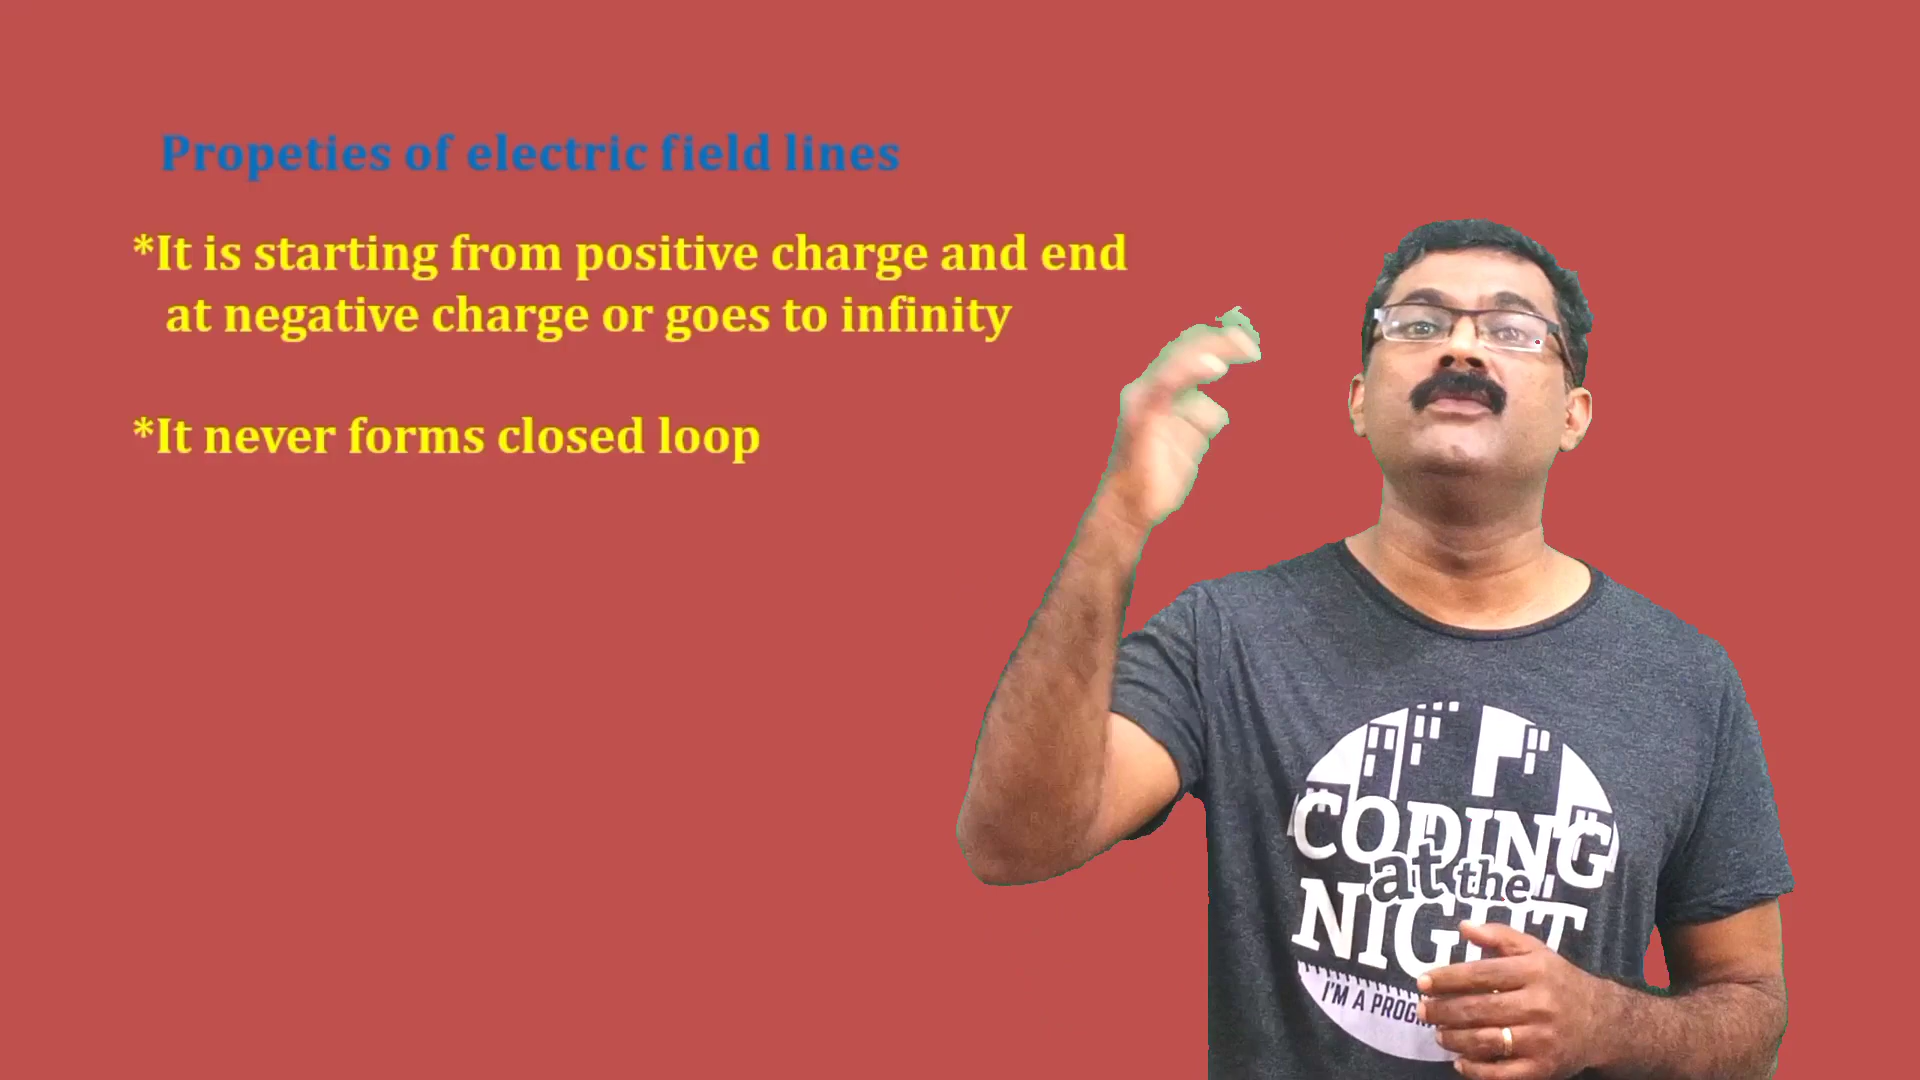 Propeties of electric field lines
*It is starting from positive charge and end
at negative charge or goes to infinity
*It never forms closed loop
CODING
at the
NIGHT
I'M A